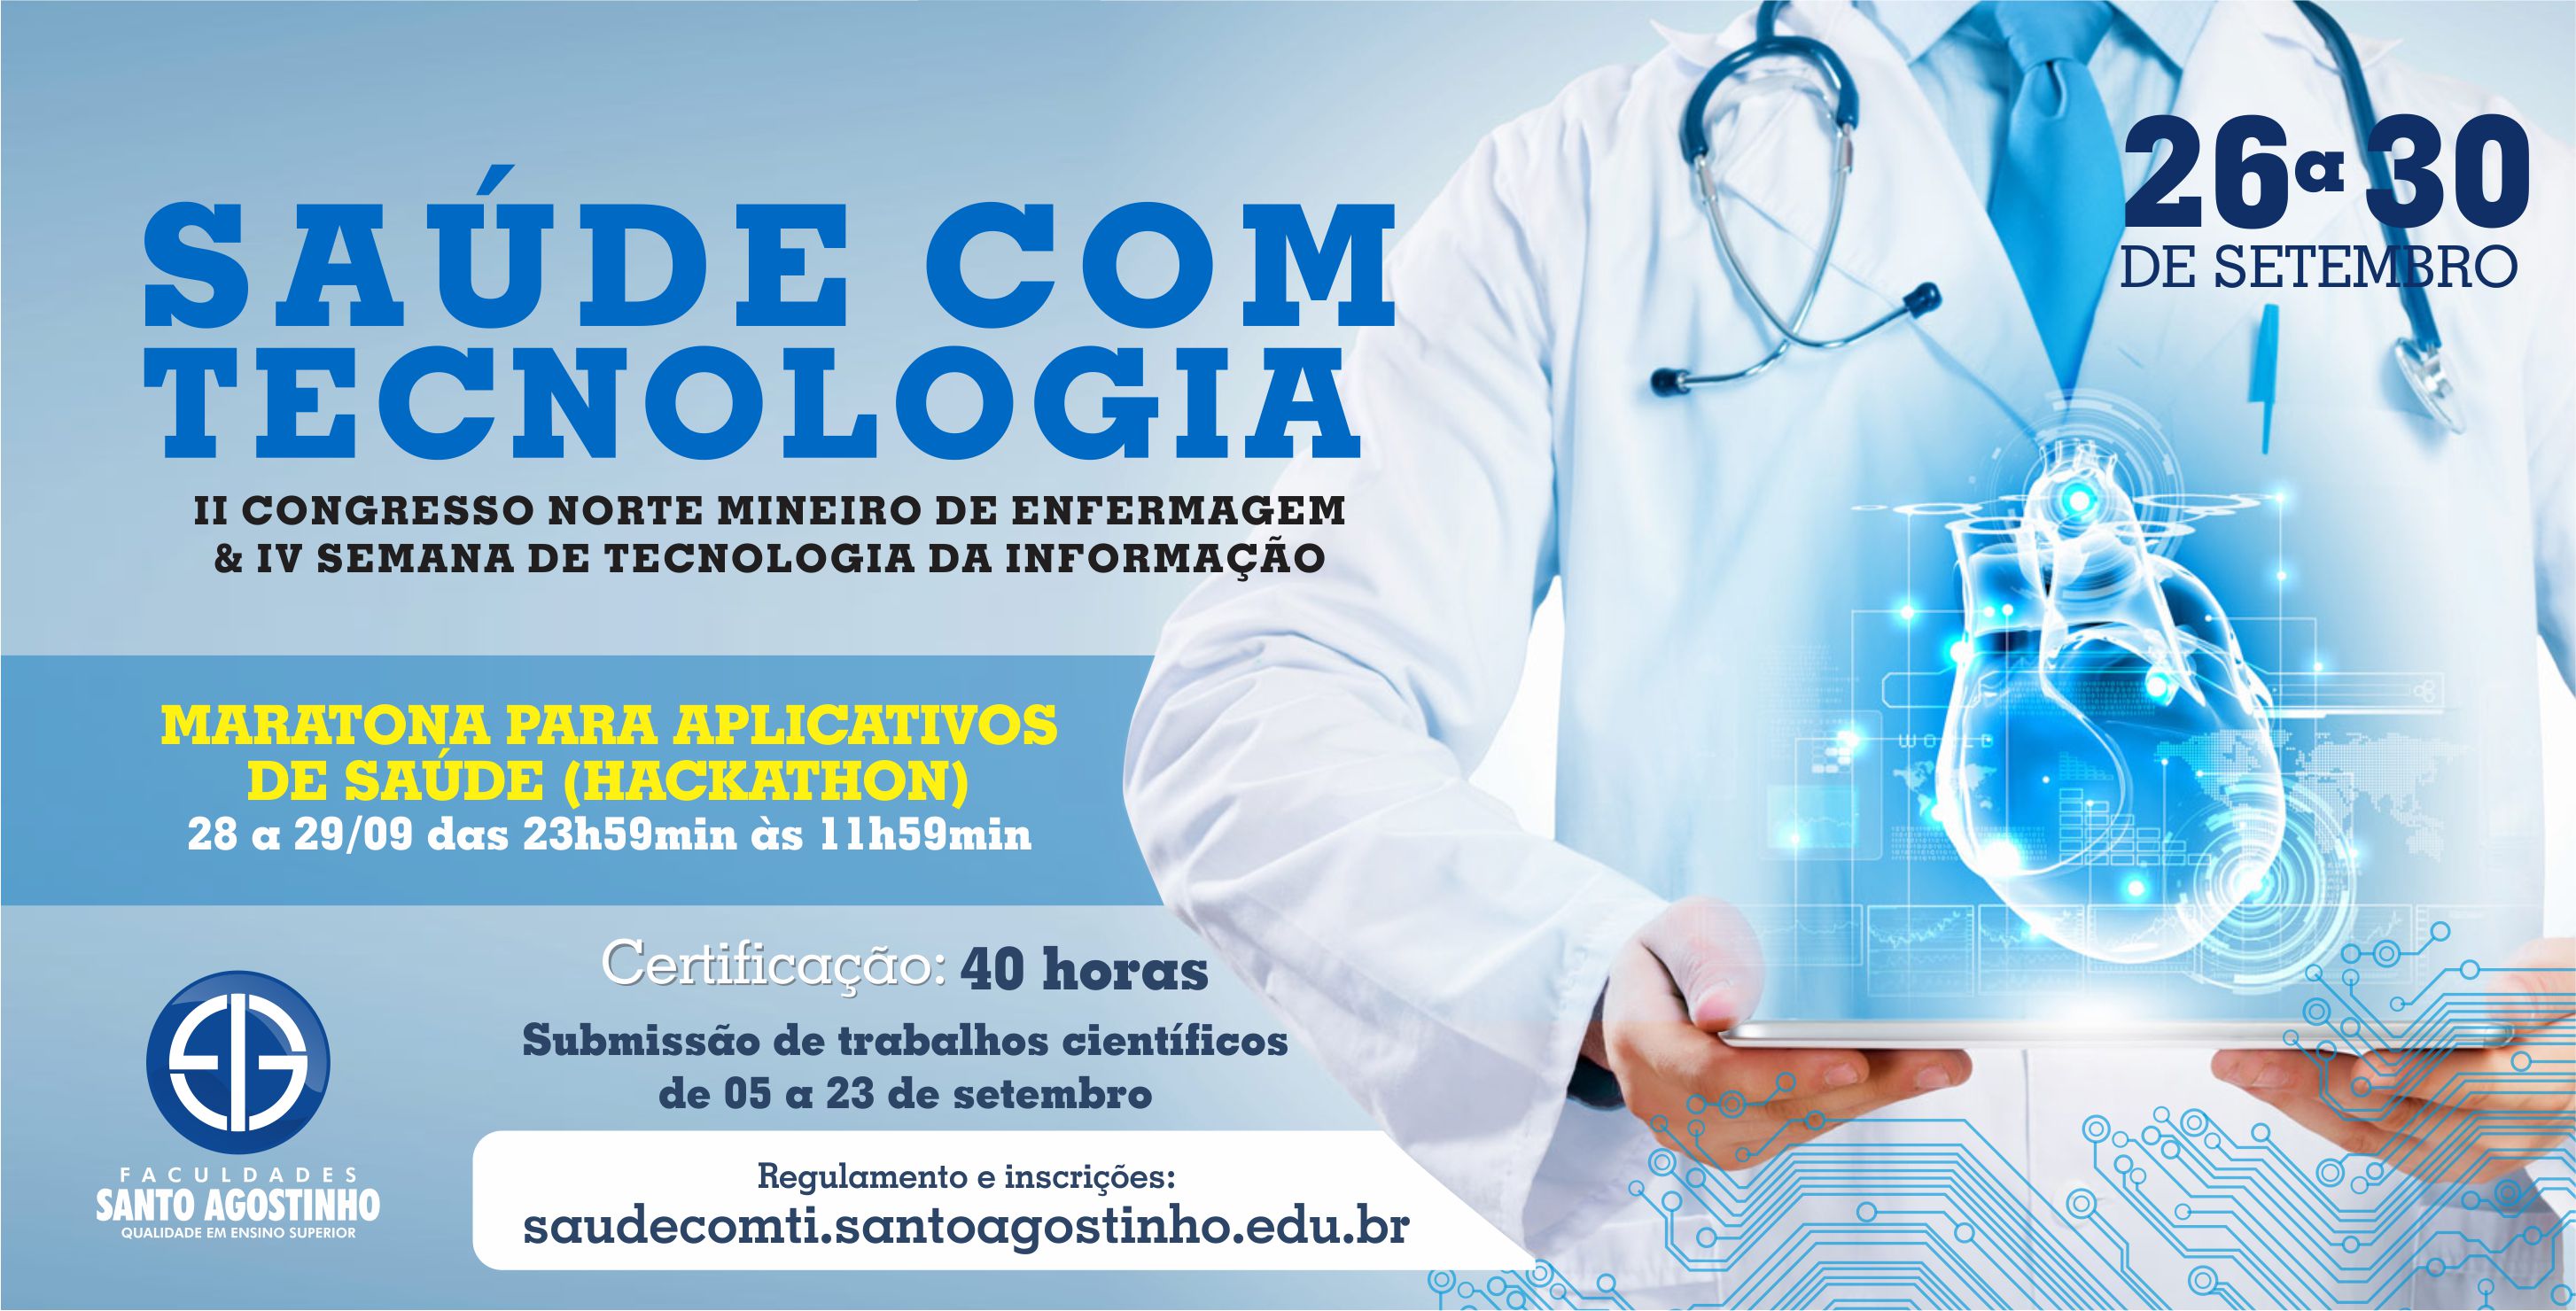 26 a 30
DE SETEMBRO
SAÚDE COM
TECNOLOGIA
II CONGRESSO NORTE MINEIRO DE ENFERMAGEM
& IV SEMANA DE TECNOLOGIA DA INFORMAÇÃO
MARATONA PARA APLICATIVOS
DE SAÚDE (HACKATHON)
28 a 29/09 das 23h59min às 11h59min
Certificação: 40 horas
Submissão de trabalhos científicos
de 05 a 23 de setembro
Regulamento e inscrições:
saudecomti.santoagostinho.edu.br
FACULDADES
SANTO AGOSTINHO
QUALIDADE EM ENSINO SUPERIOR
WORLD